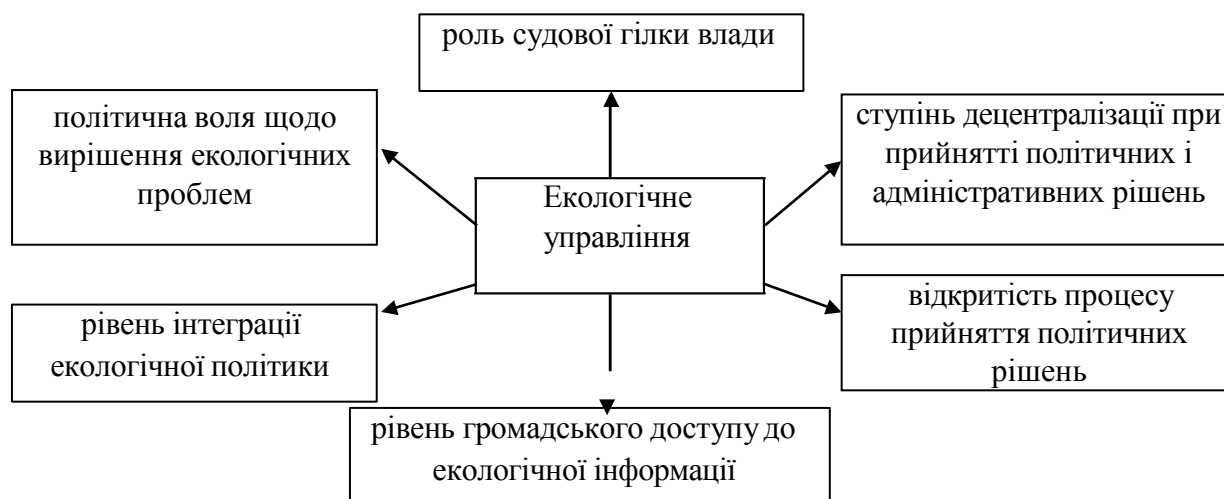 роль судової гілки влади
політична воля щодо
вирішення екологічних
проблем
ступінь децентралізації при
прийнятті політичних і
адміністративних рішень
Екологічне
управління
рівень інтеграції
екологічної політики
відкритість процесу
прийняття політичних
рішень
рівень громадського доступу до
екологічної інформації